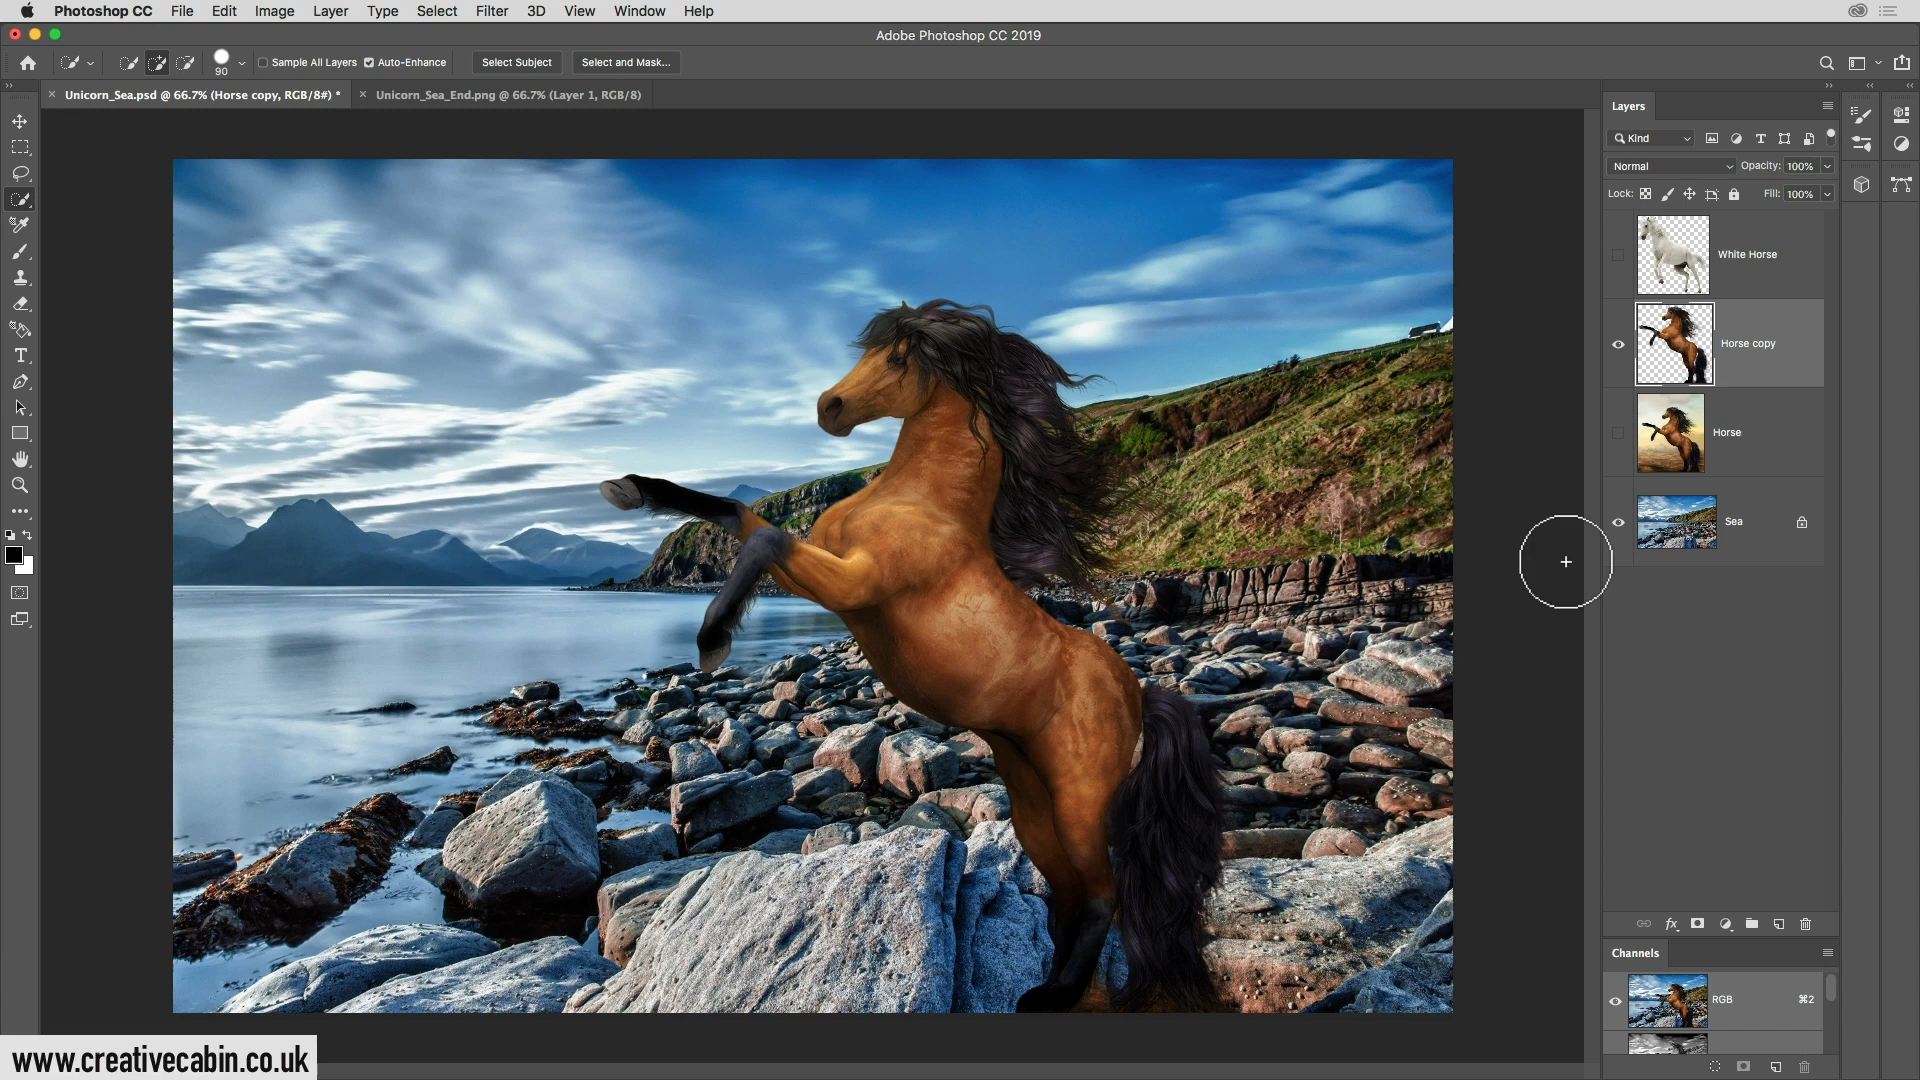 Photoshop CC File Edit Image Layer Type Select Filter 3D View Window Help
Adobe Photoshop CC 2019
90 Sample All Layers Auto-Enhance Select Subject Select and Mask...
Unicorn_Sea.psd @ 66.7% (Horse copy, RGB/8#) * Unicorn_Sea_End.png @ 66.7% (Layer 1, RGB/8)
Layers
Kind
Normal Opacity: 100%
Lock: Fill: 100%
White Horse
Horse copy
Horse
Sea
Channels
RGB ⌘2
www.creativecabin.co.uk